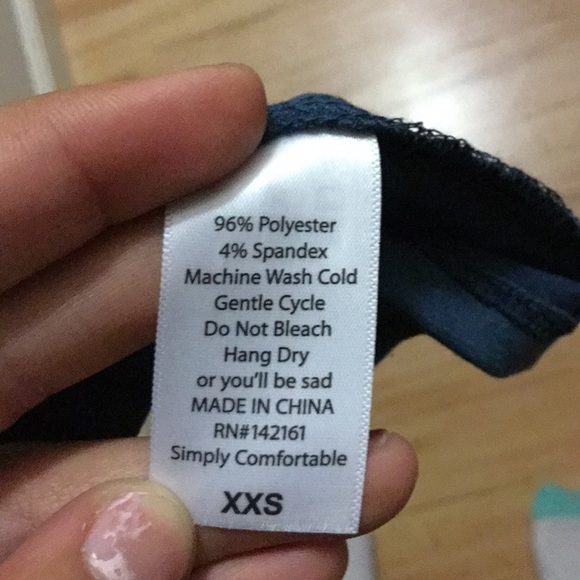 96% Polyester
4% Spandex
Machine Wash Cold
Gentle Cycle
Do Not Bleach
Hang Dry
or you'll be sad
MADE IN CHINA
RN#142161
Simply Comfortable
XXS